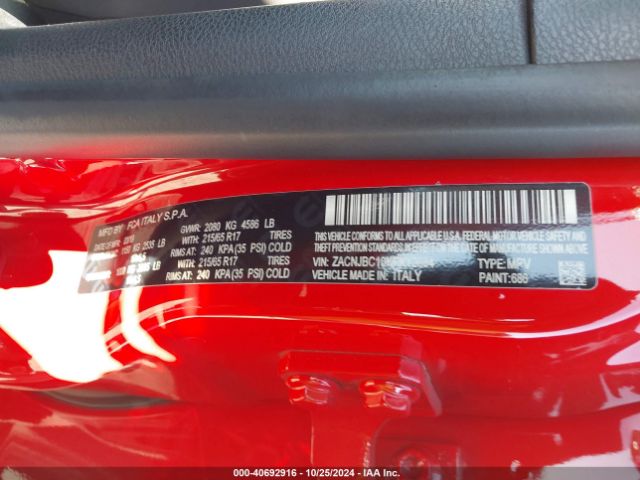 MFD BY: FCA ITALY S.P.A.
GVWR: 2080 KG 4586 LB
WITH 215/65 R17 TIRES
RIMS AT: 240 KPA(35 PSI) COLD
WITH 215/65 R17 TIRES
RIMS AT: 240 KPA(35 PSI) COLD
THIS VEHICLE CONFORMS TO ALL APPLICABLE U.S.A. FEDERAL MOTOR
VEHICLE SAFETY, BUMPER, AND THEFT PREVENTION STANDARDS
IN EFFECT ON THE DATE OF MANUFACTURE SHOWN ABOVE.
VIN: TYPE: MPV
VEHICLE MADE IN: ITALY PAINT: 686
000-40692916 - 10/25/2024 - IAA Inc.